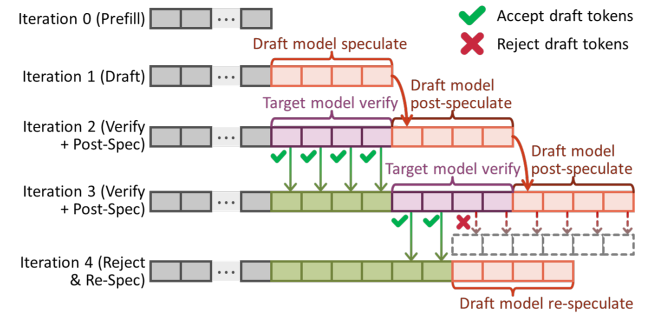 Iteration 0 (Prefill)
...
Accept draft tokens
Reject draft tokens
Draft model speculate
Iteration 1 (Draft)
...
Draft model
post-speculate
Target model verify
Iteration 2 (Verify
+ Post-Spec)
...
Draft model
post-speculate
Target model verify
Iteration 3 (Verify
+ Post-Spec)
...
Iteration 4 (Reject
& Re-Spec)
...
Draft model re-speculate